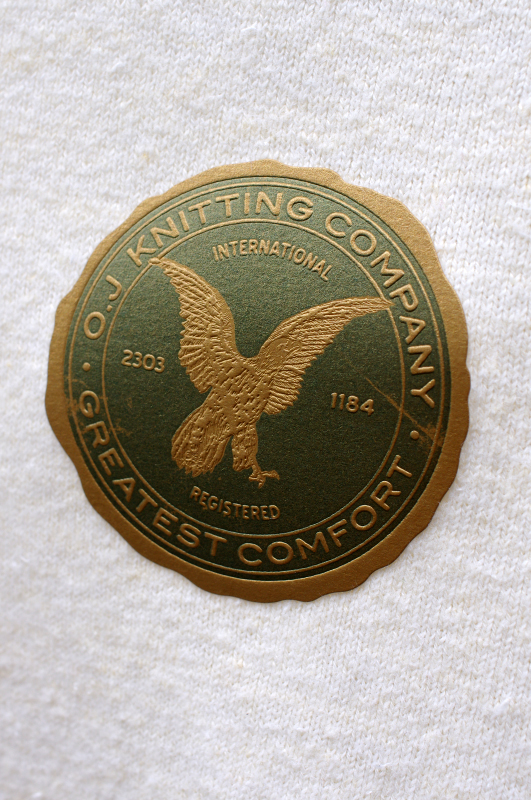 O.J KNITTING COMPANY
INTERNATIONAL
2303
1184
REGISTERED
· GREATEST COMFORT ·